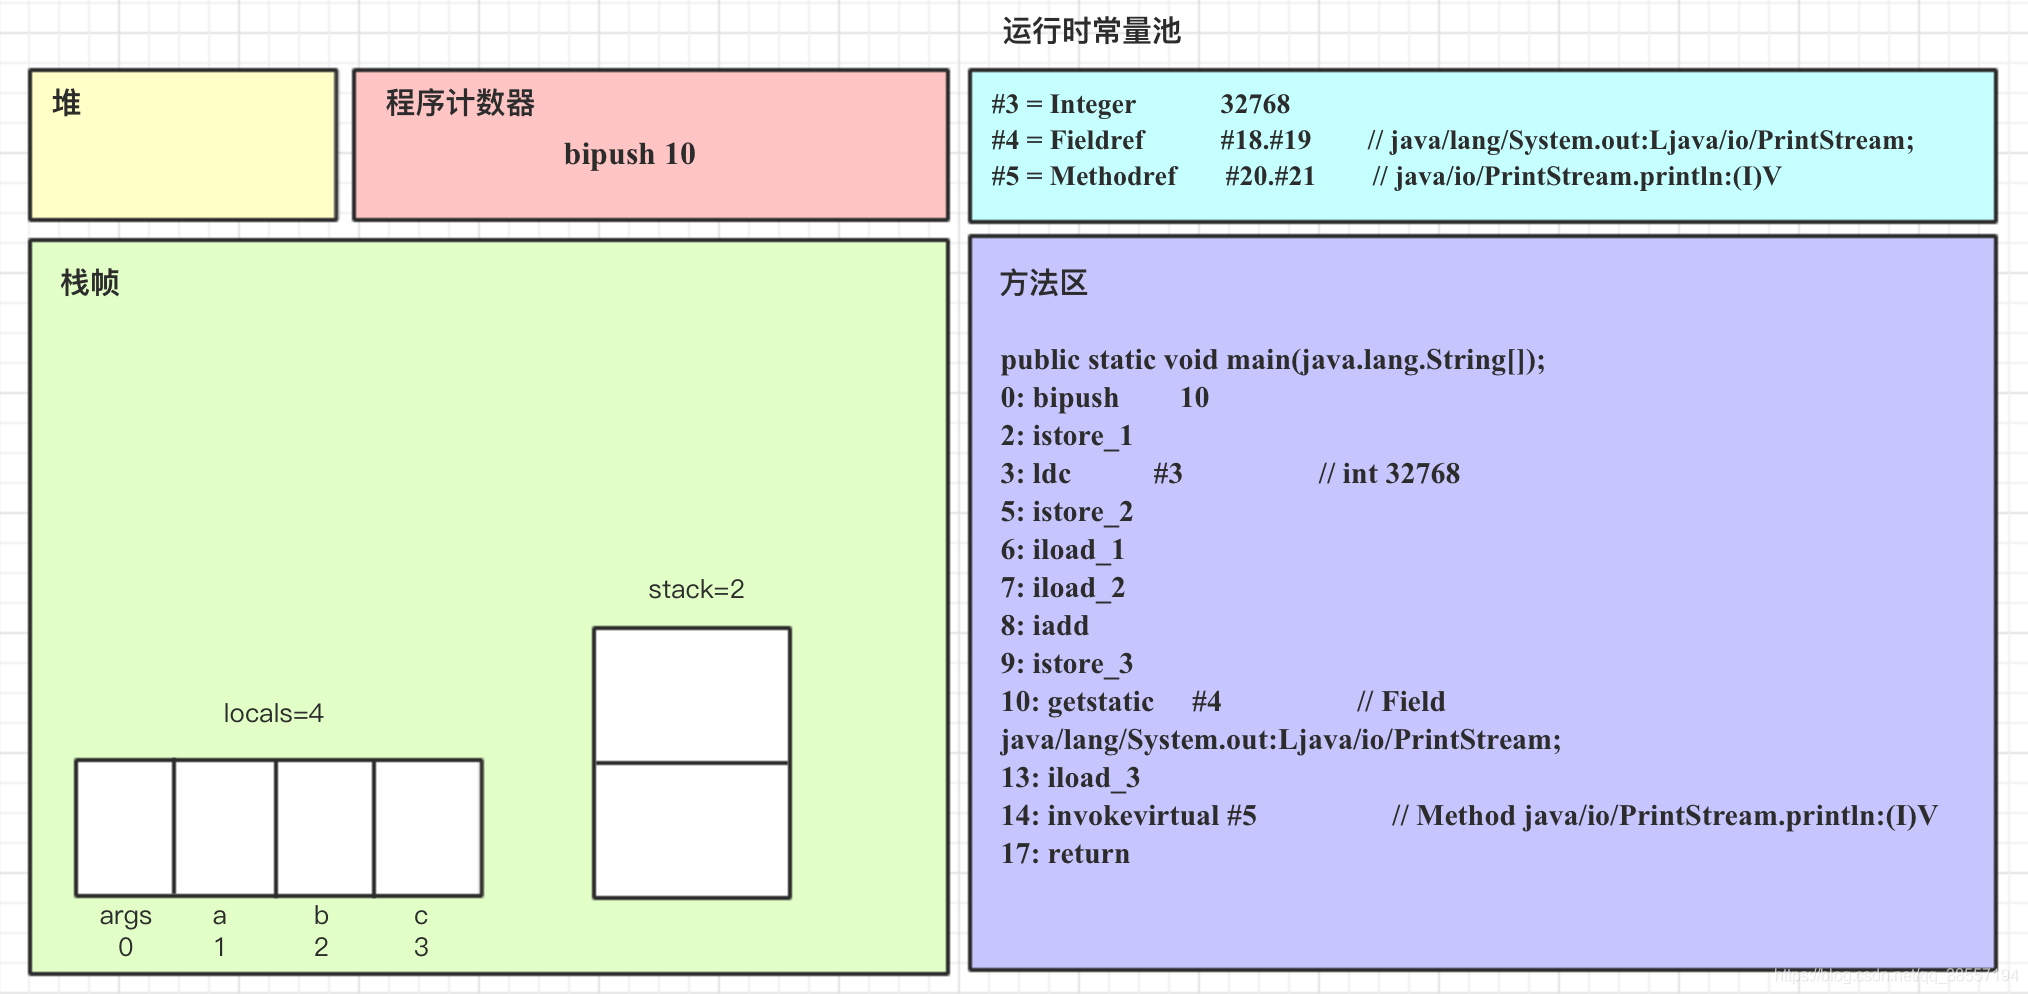 运行时常量池
堆
程序计数器
bipush 10
#3 = Integer 32768
#4 = Fieldref #18.#19 // java/lang/System.out:Ljava/io/PrintStream;
#5 = Methodref #20.#21 // java/io/PrintStream.println:(I)V
栈帧
stack=2
locals=4
args a b c
0 1 2 3
方法区
public static void main(java.lang.String[]);
0: bipush 10
2: istore_1
3: ldc #3 // int 32768
5: istore_2
6: iload_1
7: iload_2
8: iadd
9: istore_3
10: getstatic #4 // Field
java/lang/System.out:Ljava/io/PrintStream;
13: iload_3
14: invokevirtual #5 // Method java/io/PrintStream.println:(I)V
17: return
https://blog.csdn.net/qq_38557194